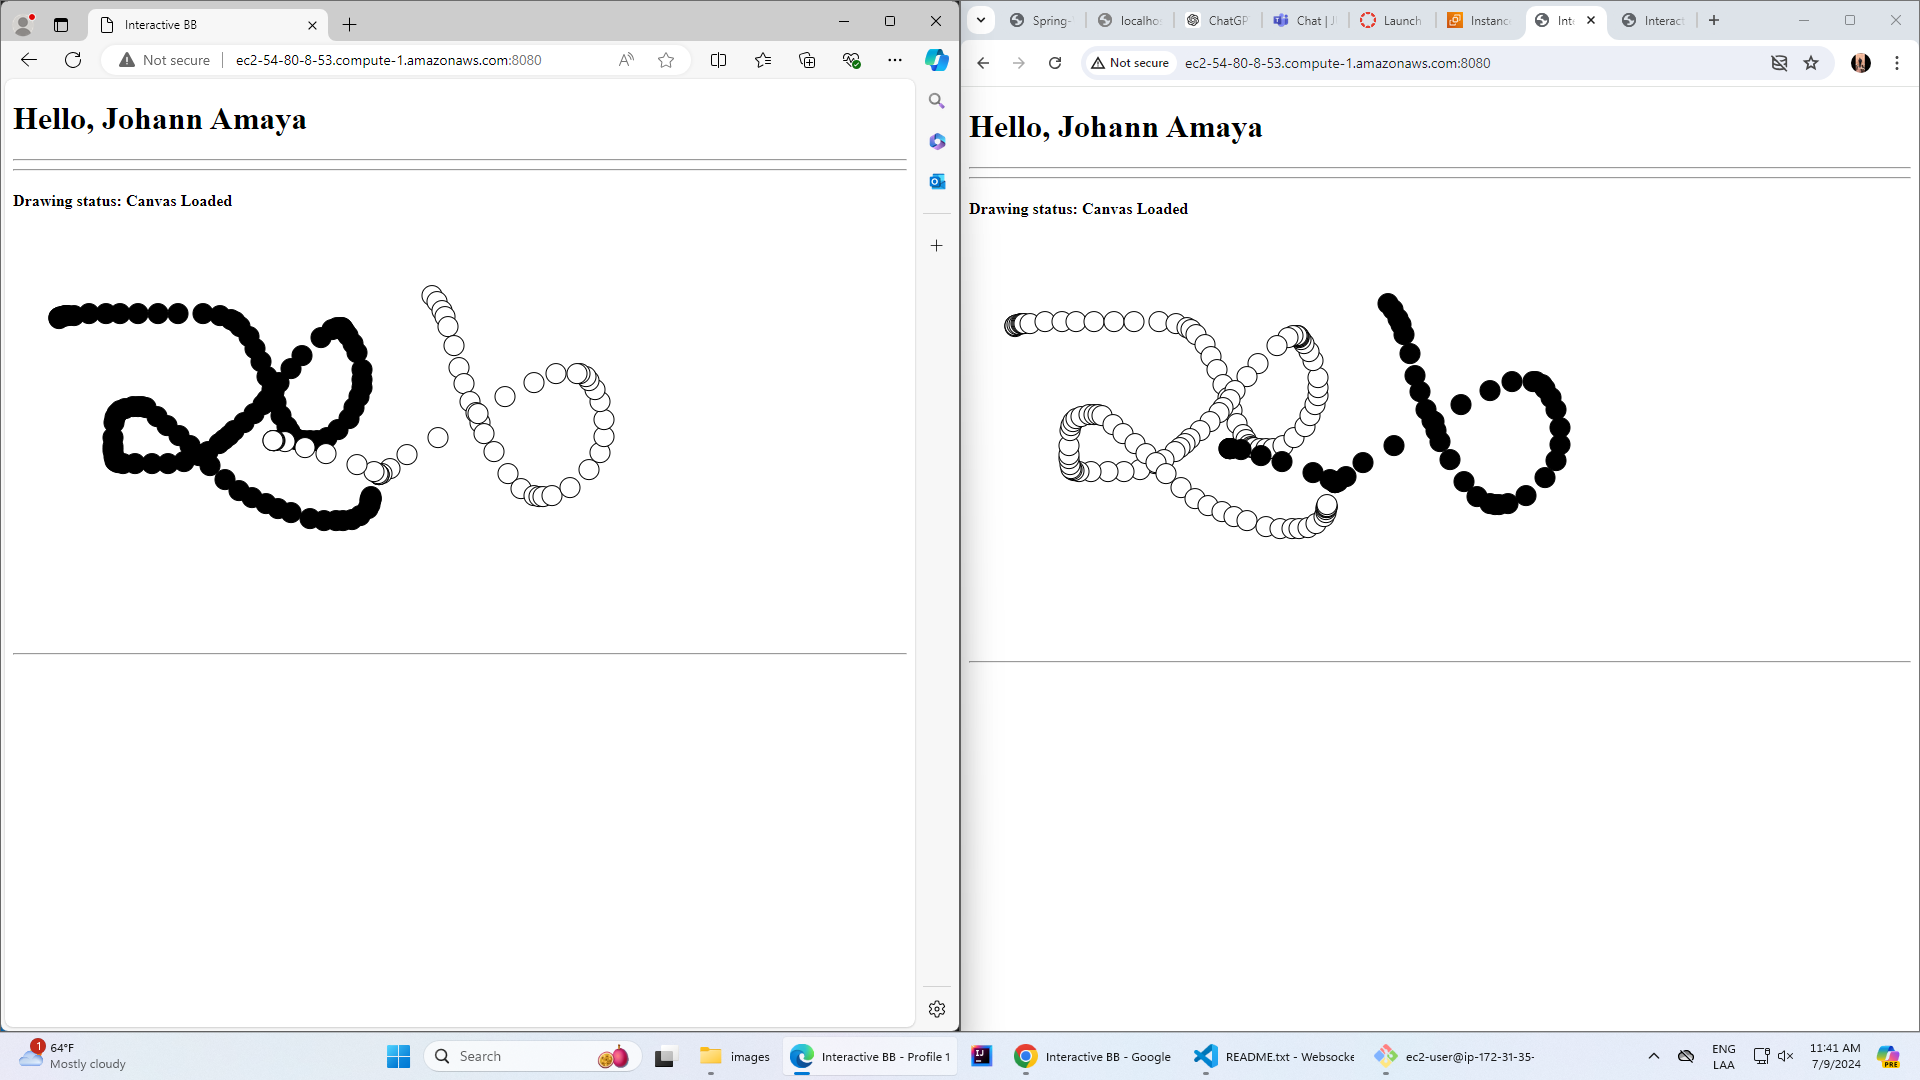 Interactive BB
Not secure
ec2-54-80-8-53.compute-1.amazonaws.com:8080
Hello, Johann Amaya
Drawing status: Canvas Loaded
Spring-
localho
ChatGP
Chat | J
Launch
Instanc
Inte
Interact
Not secure
ec2-54-80-8-53.compute-1.amazonaws.com:8080
Hello, Johann Amaya
Drawing status: Canvas Loaded
1
64°F
Mostly cloudy
Search
images
Interactive BB - Profile 1
IJ
Interactive BB - Google
README.txt - Websocke
ec2-user@ip-172-31-35-
ENG
LAA
11:41 AM
7/9/2024
PRE